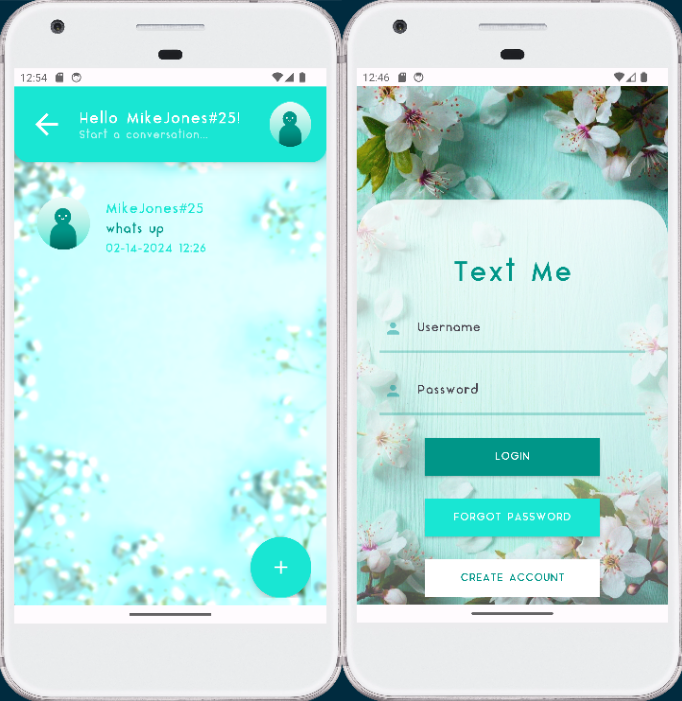 12:54
Hello MikeJones#25!
Start a conversation...
MikeJones#25
whats up
02-14-2024 12:26
+
12:46
Text Me
Username
Password
LOGIN
FORGOT PASSWORD
CREATE ACCOUNT